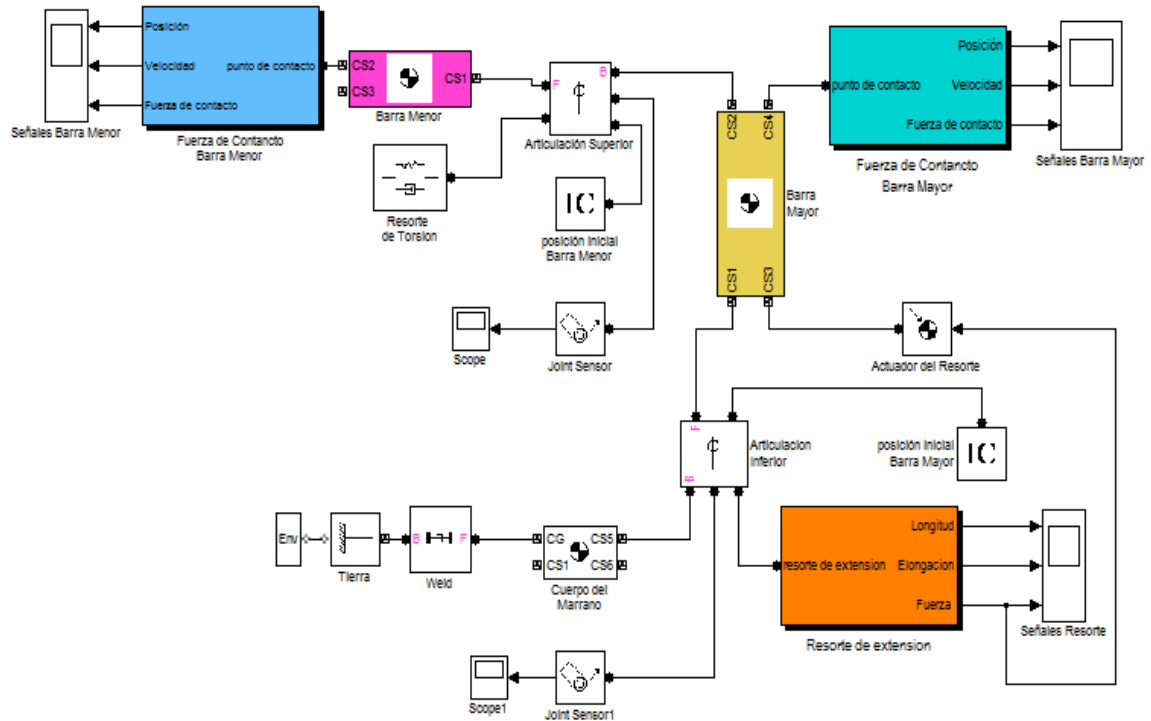 Posición
Velocidad
Fuerza de contacto
punto de contacto
Señales Barra Menor
Fuerza de Contancto
Barra Menor
CS2
CS3
CS1
Barra Menor
F
B
Articulación Superior
Resorte
de Torsion
IC
posición Inicial
Barra Menor
Scope
Joint Sensor
CS2
CS4
CS1
CS3
Barra
Mayor
punto de contacto
Posición
Velocidad
Fuerza de contacto
Fuerza de Contancto
Barra Mayor
Señales Barra Mayor
Actuador del Resorte
F
B
Articulacion
Inferior
posición Inicial
Barra Mayor
IC
Env
Tierra
B
F
Weld
CG
CS1
CS5
CS6
Cuerpo del
Marrano
resorte de extension
Longitud
Elongacion
Fuerza
Resorte de extension
Señales Resorte
Scope1
Joint Sensor1